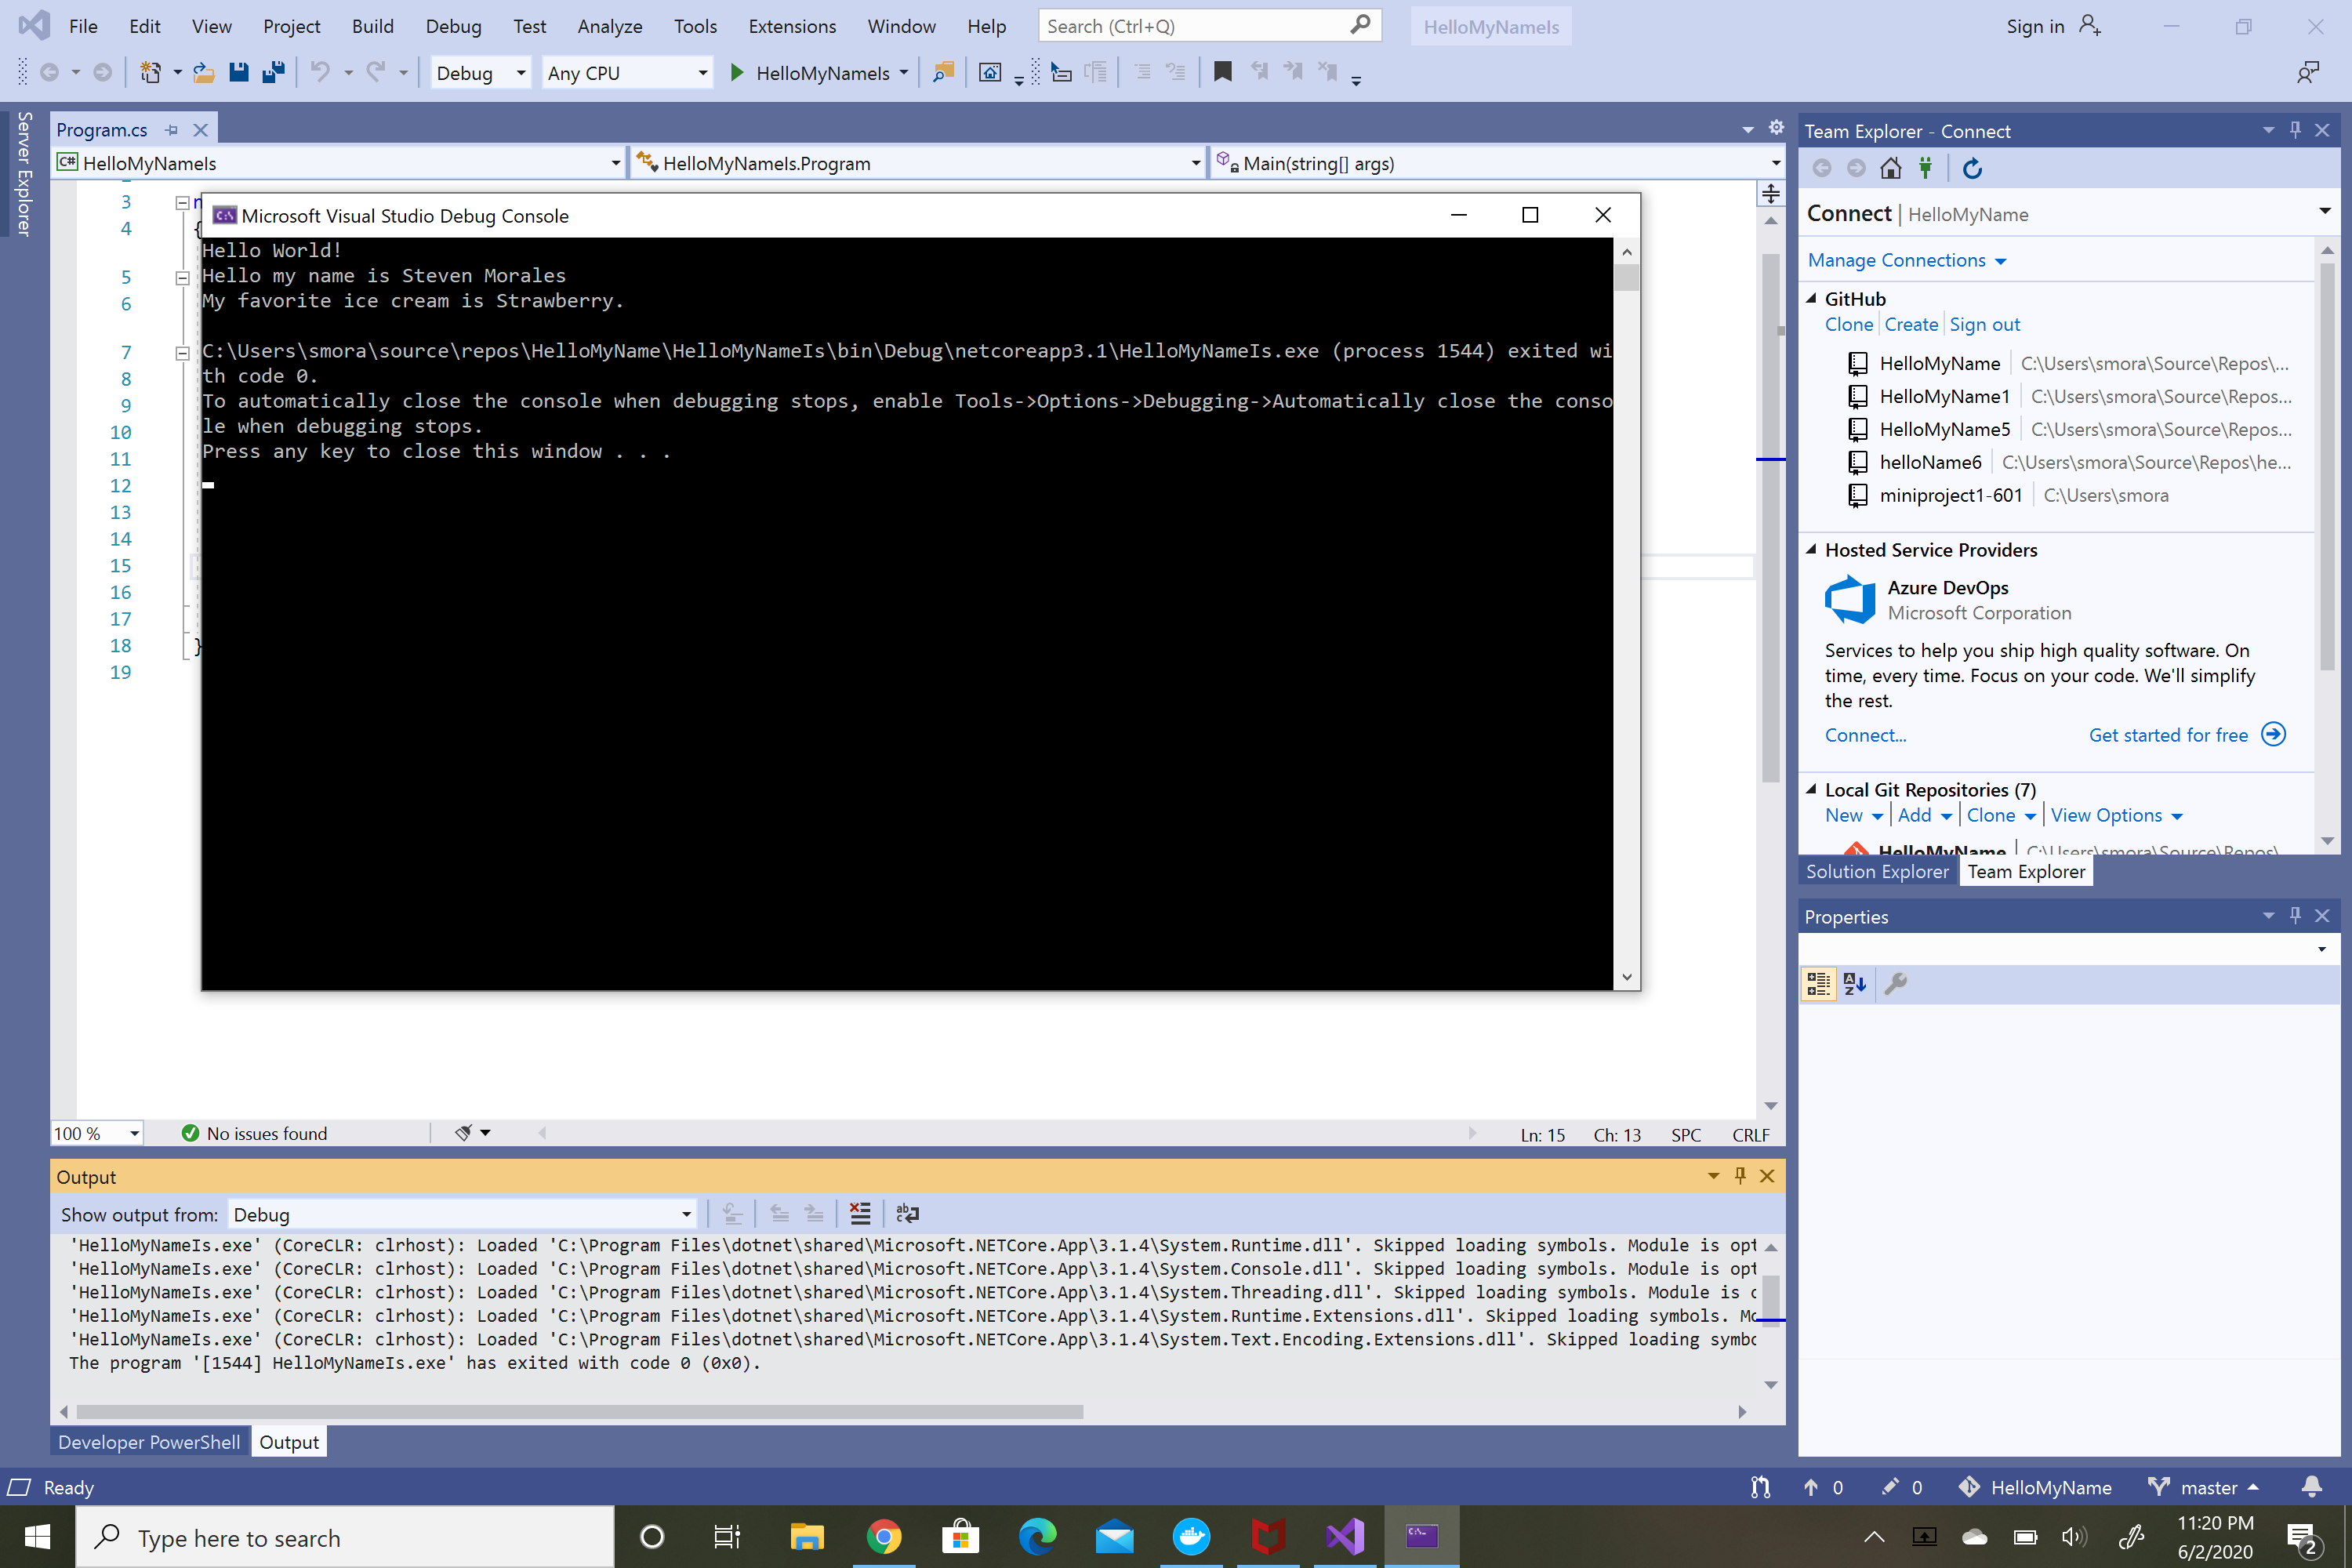 File Edit View Project Build Debug Test Analyze Tools Extensions Window Help Search (Ctrl+Q) HelloMyNameIs Sign in
Debug Any CPU HelloMyNameIs
Server Explorer
Program.cs
C# HelloMyNameIs HelloMyNameIs.Program Main(string[] args)
3
4 {
5
6
7
8
9
10
11
12
13
14
15
16
17
18 }
19
Microsoft Visual Studio Debug Console
Hello World!
Hello my name is Steven Morales
My favorite ice cream is Strawberry.
C:\Users\smora\source\repos\HelloMyName\HelloMyNameIs\bin\Debug\netcoreapp3.1\HelloMyNameIs.exe (process 1544) exited wi
th code 0.
To automatically close the console when debugging stops, enable Tools->Options->Debugging->Automatically close the conso
le when debugging stops.
Press any key to close this window . . .
100 % No issues found Ln: 15 Ch: 13 SPC CRLF
Output
Show output from: Debug
'HelloMyNameIs.exe' (CoreCLR: clrhost): Loaded 'C:\Program Files\dotnet\shared\Microsoft.NETCore.App\3.1.4\System.Runtime.dll'. Skipped loading symbols. Module is opt
'HelloMyNameIs.exe' (CoreCLR: clrhost): Loaded 'C:\Program Files\dotnet\shared\Microsoft.NETCore.App\3.1.4\System.Console.dll'. Skipped loading symbols. Module is opt
'HelloMyNameIs.exe' (CoreCLR: clrhost): Loaded 'C:\Program Files\dotnet\shared\Microsoft.NETCore.App\3.1.4\System.Threading.dll'. Skipped loading symbols. Module is
'HelloMyNameIs.exe' (CoreCLR: clrhost): Loaded 'C:\Program Files\dotnet\shared\Microsoft.NETCore.App\3.1.4\System.Runtime.Extensions.dll'. Skipped loading symbols.
'HelloMyNameIs.exe' (CoreCLR: clrhost): Loaded 'C:\Program Files\dotnet\shared\Microsoft.NETCore.App\3.1.4\System.Text.Encoding.Extensions.dll'. Skipped loading symbo
The program '[1544] HelloMyNameIs.exe' has exited with code 0 (0x0).
Developer PowerShell Output
Team Explorer - Connect
Connect | HelloMyName
Manage Connections
GitHub
Clone Create Sign out
HelloMyName C:\Users\smora\Source\Repos\...
HelloMyName1 C:\Users\smora\Source\Repos...
HelloMyName5 C:\Users\smora\Source\Repos...
helloName6 C:\Users\smora\Source\Repos\he...
miniproject1-601 C:\Users\smora
Hosted Service Providers
Azure DevOps
Microsoft Corporation
Services to help you ship high quality software. On
time, every time. Focus on your code. We'll simplify
the rest.
Connect... Get started for free
Local Git Repositories (7)
New Add Clone View Options
HelloMyName C:\Users\smora\Source\Repos\
Solution Explorer Team Explorer
Properties
Ready 0 0 HelloMyName master
Type here to search
11:20 PM
6/2/2020
2